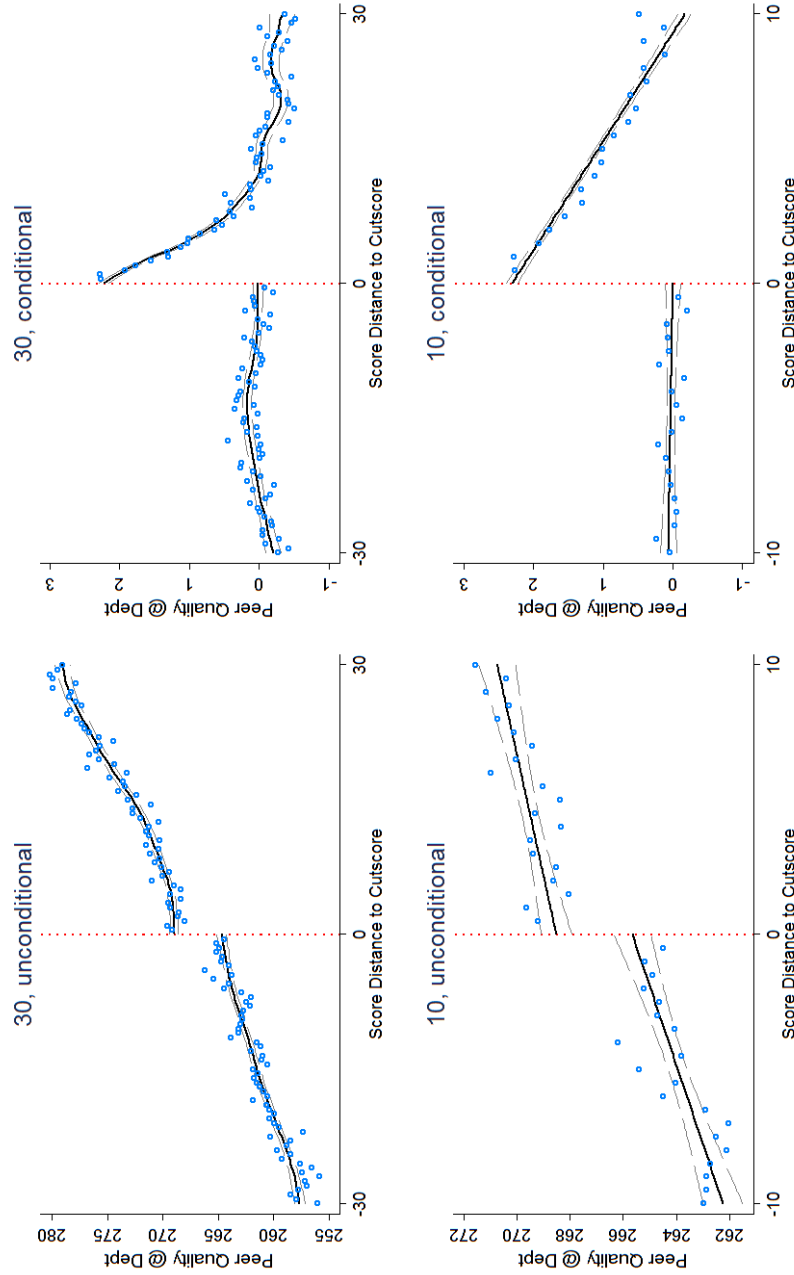 30, unconditional
Peer Quality @ Dept
280
275
270
265
260
255
-30
0
30
Score Distance to Cutscore
30, conditional
Peer Quality @ Dept
3
2
1
0
-1
-30
0
30
Score Distance to Cutscore
10, unconditional
Peer Quality @ Dept
272
270
268
266
264
262
-10
0
10
Score Distance to Cutscore
10, conditional
Peer Quality @ Dept
3
2
1
0
-1
-10
0
10
Score Distance to Cutscore